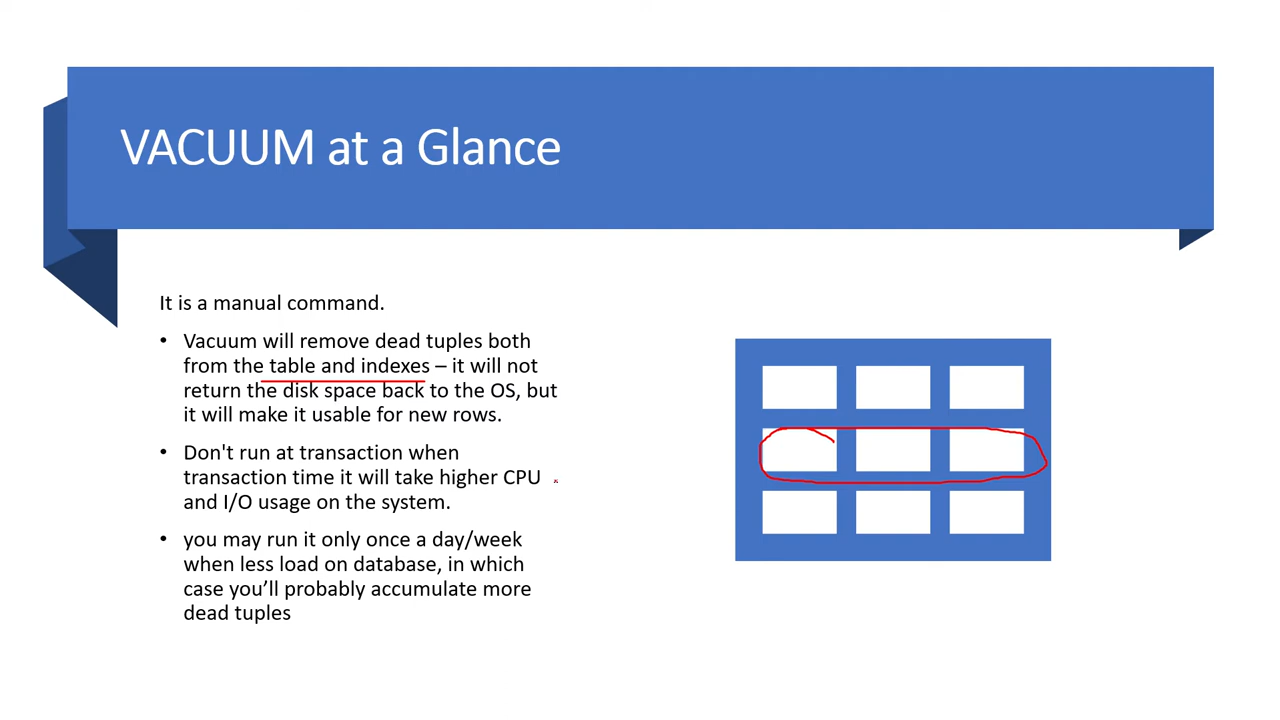 VACUUM at a Glance
It is a manual command.
• Vacuum will remove dead tuples both
from the table and indexes – it will not
return the disk space back to the OS, but
it will make it usable for new rows.
• Don't run at transaction when
transaction time it will take higher CPU
and I/O usage on the system.
• you may run it only once a day/week
when less load on database, in which
case you’ll probably accumulate more
dead tuples